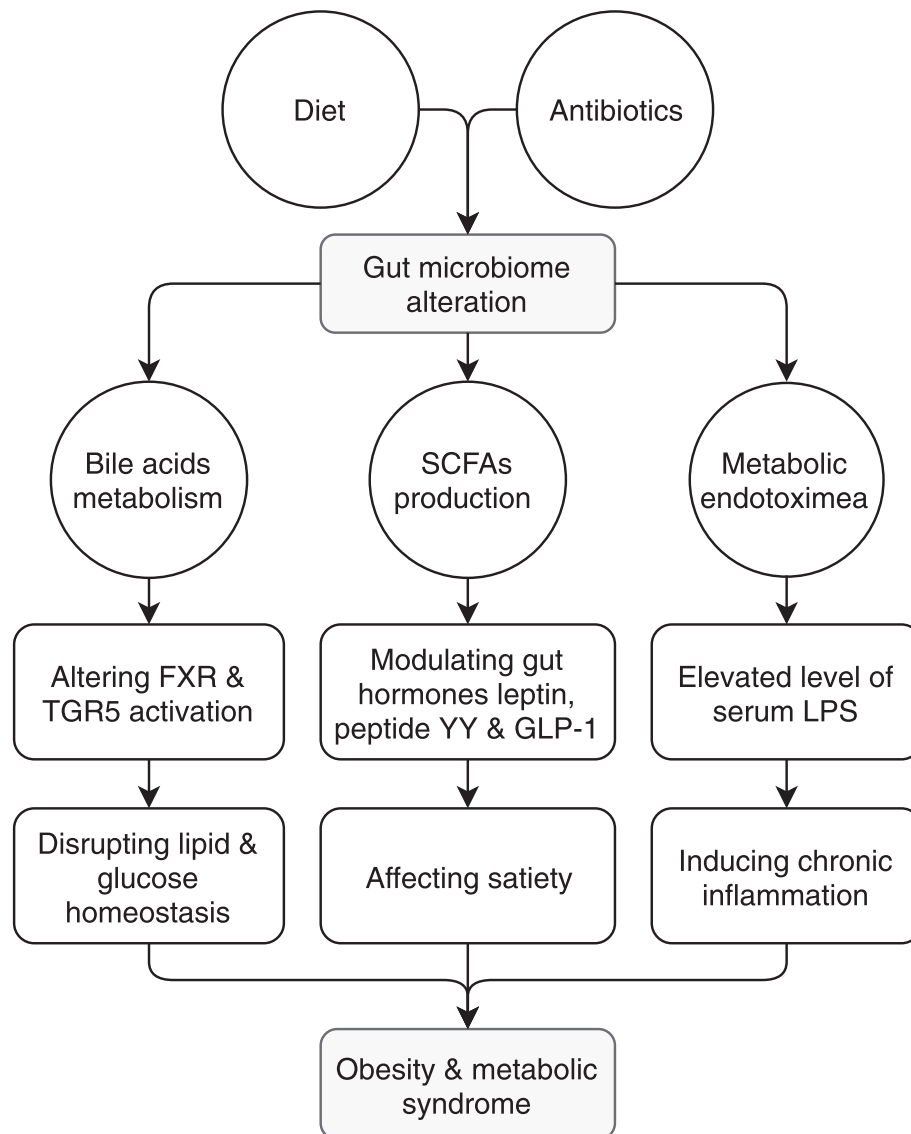 Diet
Antibiotics
Gut microbiome
alteration
Bile acids
metabolism
SCFAs
production
Metabolic
endotoximea
Altering FXR &
TGR5 activation
Modulating gut
hormones leptin,
peptide YY & GLP-1
Elevated level of
serum LPS
Disrupting lipid &
glucose
homeostasis
Affecting satiety
Inducing chronic
inflammation
Obesity & metabolic
syndrome